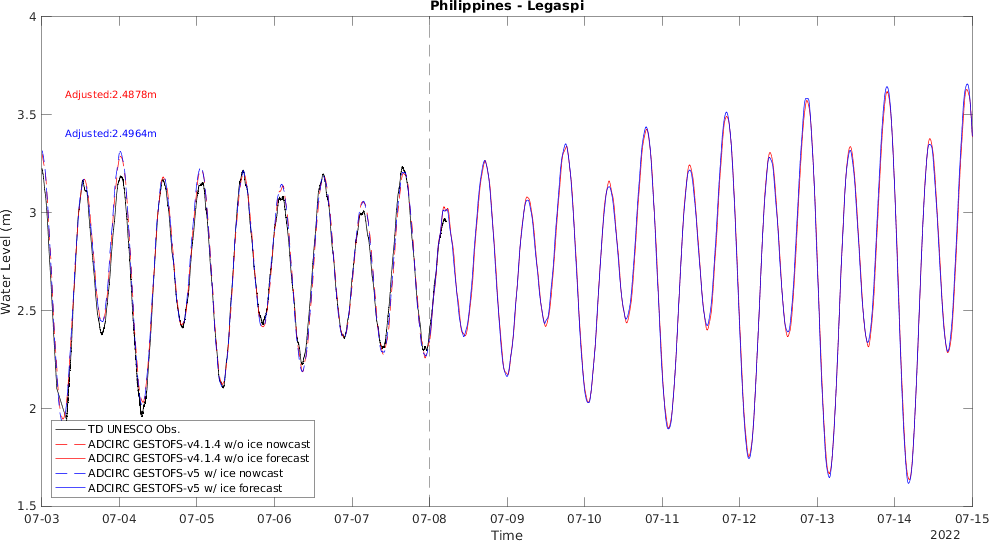 Philippines - Legaspi
4
3.5
3
2.5
2
1.5
Water Level (m)
Adjusted:2.4878m
Adjusted:2.4964m
TD UNESCO Obs.
ADCIRC GESTOFS-v4.1.4 w/o ice nowcast
ADCIRC GESTOFS-v4.1.4 w/o ice forecast
ADCIRC GESTOFS-v5 w/ ice nowcast
ADCIRC GESTOFS-v5 w/ ice forecast
07-03 07-04 07-05 07-06 07-07 07-08 07-09 07-10 07-11 07-12 07-13 07-14 07-15
Time
2022